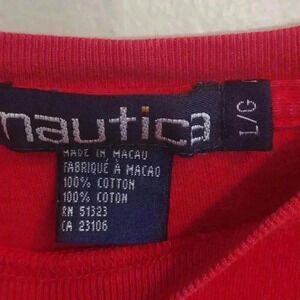 nautica
L/G
MADE IN MACAU
FABRIQUÉ À MACAO
100% COTTON
100% COTON
RN 51323
CA 23106